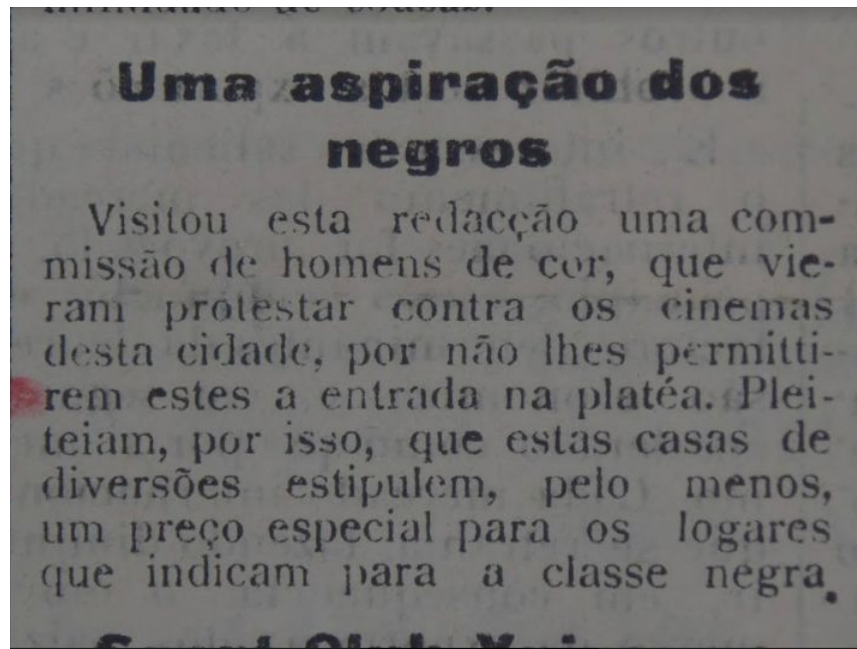 Uma aspiração dos
negros
Visitou esta redacção uma com-
missão de homens de cor, que vie-
ram protestar contra os cinemas
desta cidade, por não lhes permitti-
rem estes a entrada na platéa. Plei-
teiam, por isso, que estas casas de
diversões estipulem, pelo menos,
um preço especial para os logares
que indicam para a classe negra.